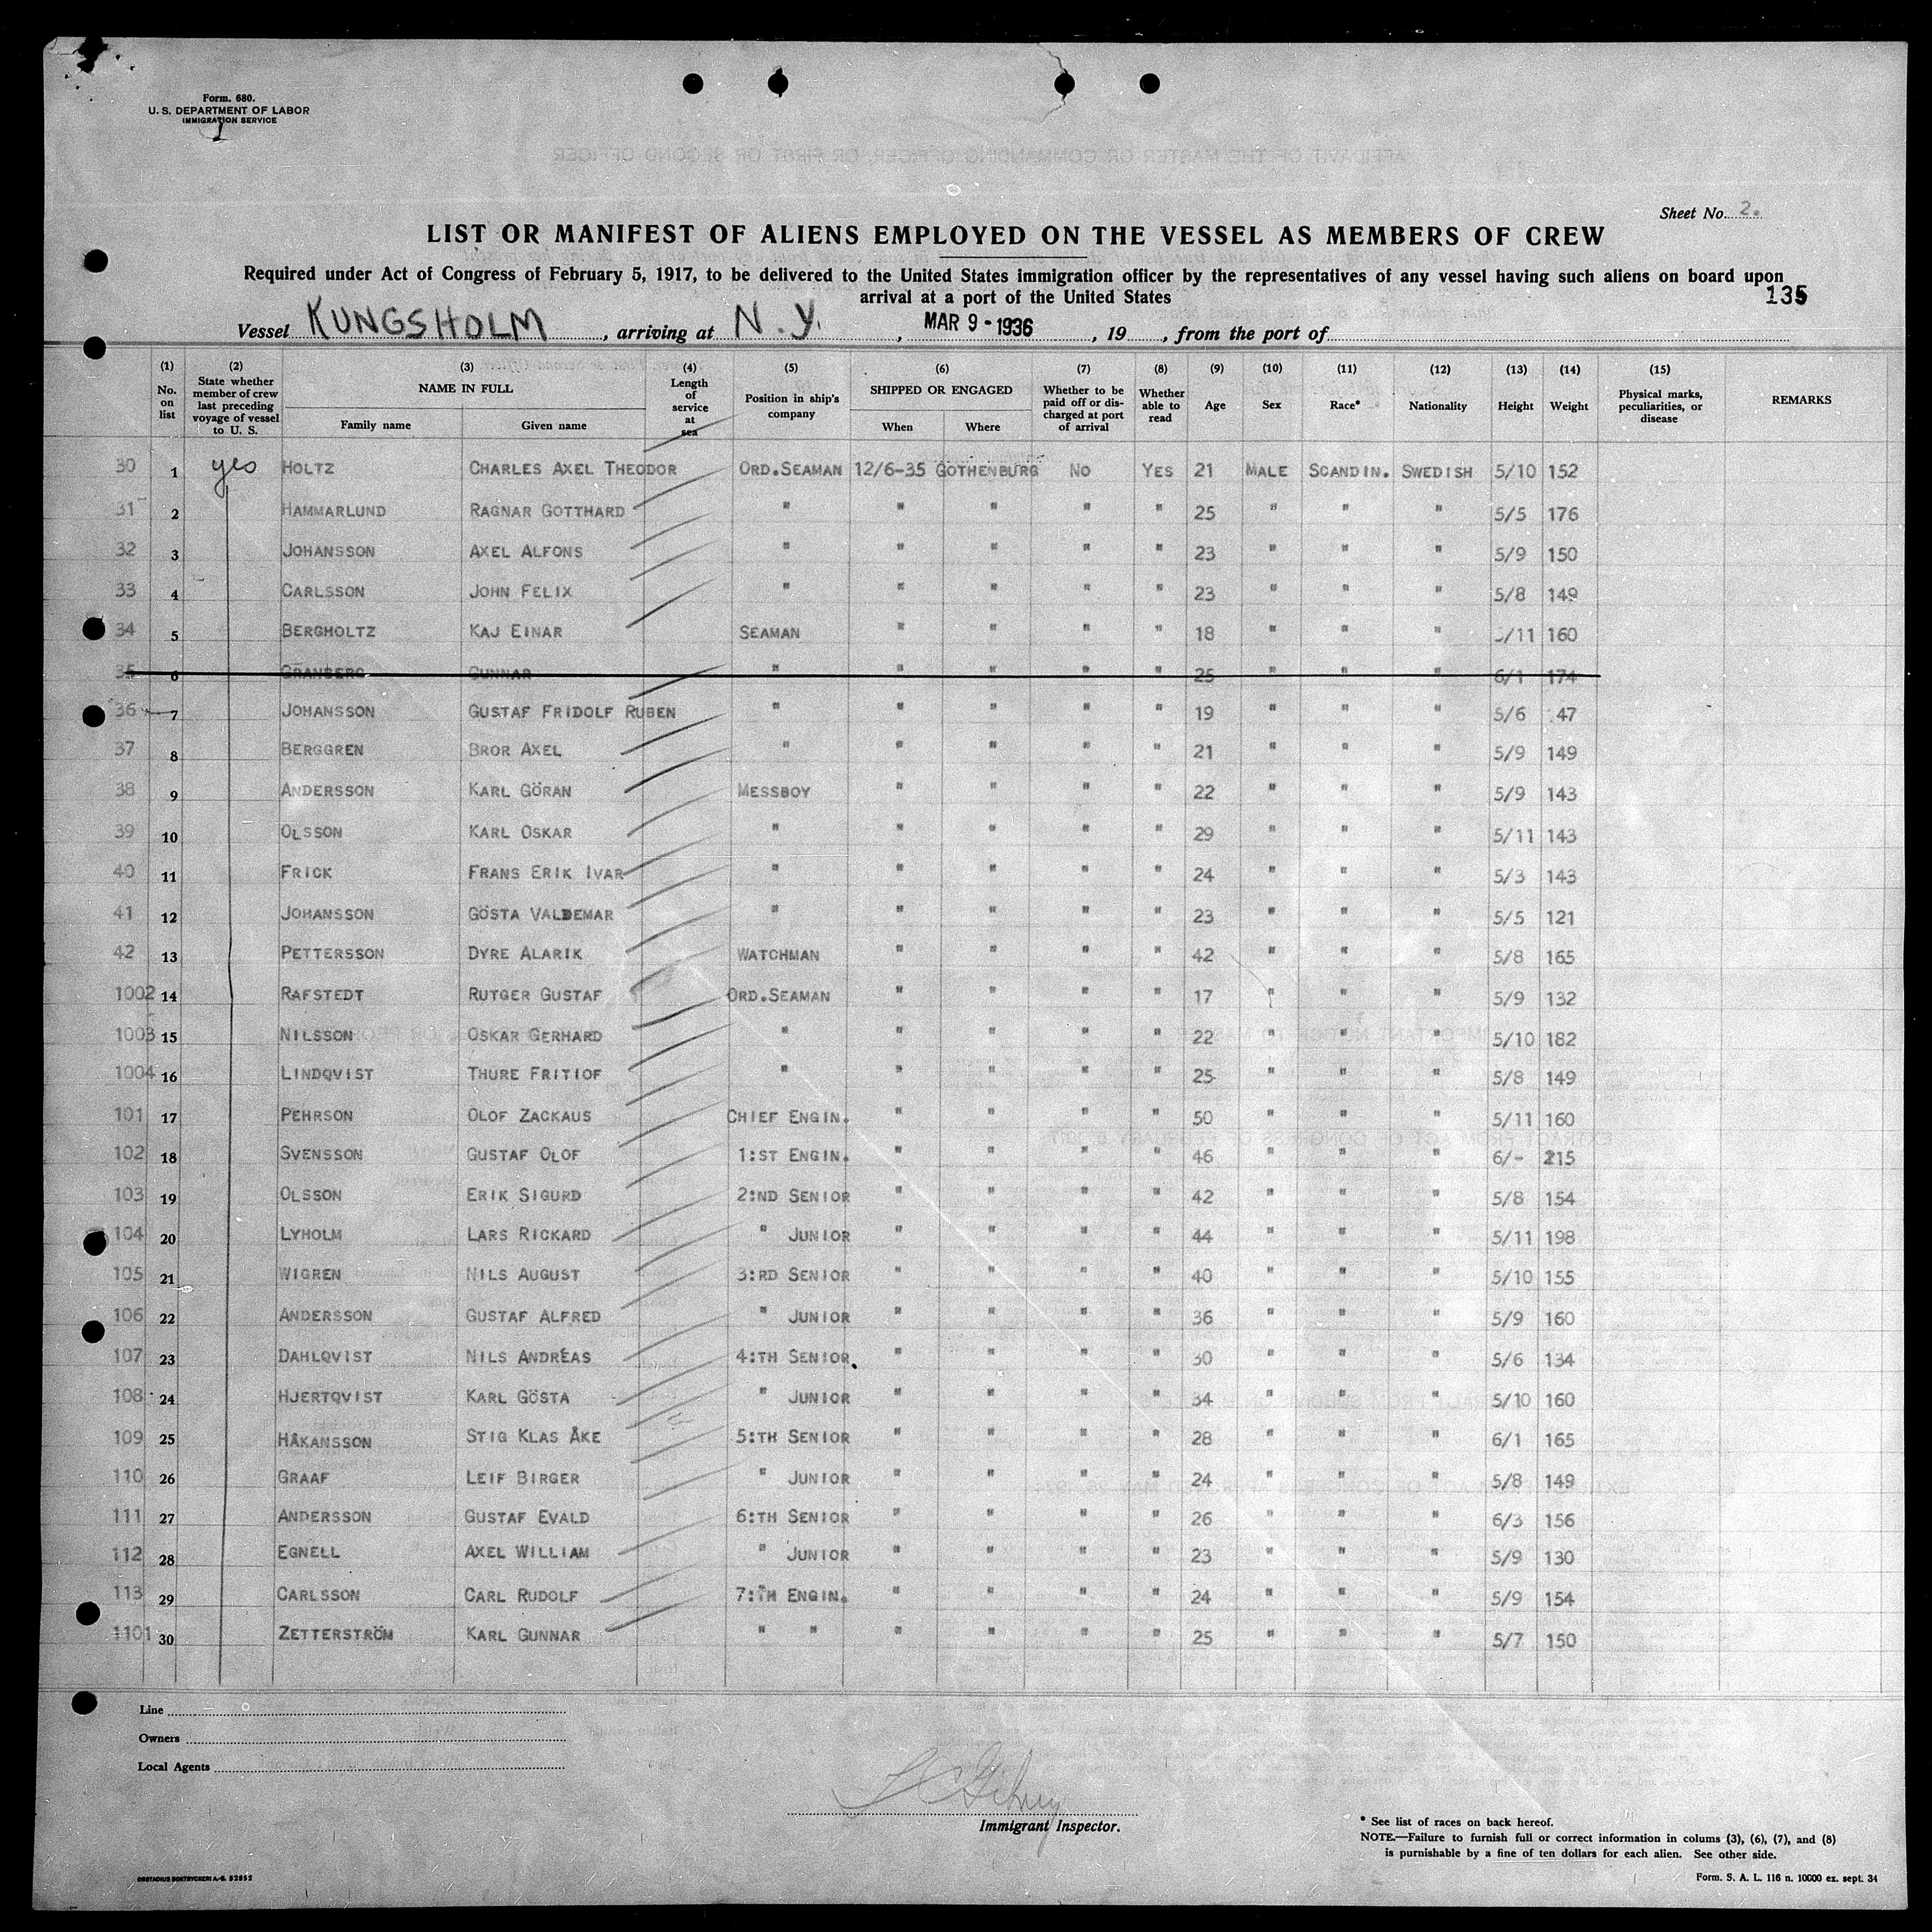 Form. 680.
U. S. DEPARTMENT OF LABOR
IMMIGRATION SERVICE
Sheet No. 2.
LIST OR MANIFEST OF ALIENS EMPLOYED ON THE VESSEL AS MEMBERS OF CREW
Required under Act of Congress of February 5, 1917, to be delivered to the United States immigration officer by the representatives of any vessel having such aliens on board upon
arrival at a port of the United States
135
Vessel KUNGSHOLM, arriving at N.Y., MAR 9 - 1936, 19, from the port of
(1) No. on list (2) State whether member of crew last preceding voyage of vessel to U. S. (3) NAME IN FULL Family name Given name (4) Length of service at sea (5) Position in ship's company (6) SHIPPED OR ENGAGED When Where (7) Whether to be paid off or discharged at port of arrival (8) Whether able to read (9) Age (10) Sex (11) Race* (12) Nationality (13) Height (14) Weight (15) Physical marks, peculiarities, or disease REMARKS
30 1 yes HOLTZ CHARLES AXEL THEODOR ORD.SEAMAN 12/6-35 GOTHENBURG NO YES 21 MALE SCANDIN. SWEDISH 5/10 152
31 2 HAMMARLUND RAGNAR GOTTHARD " " " " " 25 " " " 5/5 176
32 3 JOHANSSON AXEL ALFONS " " " " " 23 " " " 5/9 150
33 4 CARLSSON JOHN FELIX " " " " " 23 " " " 5/8 149
34 5 BERGHOLTZ KAJ EINAR SEAMAN " " " " 18 " " " /11 160
35 6 GRANBERG GUNNAR " " " " " 25 " " " 6/1 174
36 7 JOHANSSON GUSTAF FRIDOLF RUBEN " " " " " 19 " " " 5/6 47
37 8 BERGGREN BROR AXEL " " " " " 21 " " " 5/9 149
38 9 ANDERSSON KARL GÖRAN MESSBOY " " " " 22 " " " 5/9 143
39 10 OLSSON KARL OSKAR " " " " " 29 " " " 5/11 143
40 11 FRICK FRANS ERIK IVAR " " " " " 24 " " " 5/3 143
41 12 JOHANSSON GÖSTA VALDEMAR " " " " " 23 " " " 5/5 121
42 13 PETTERSSON DYRE ALARIK WATCHMAN " " " " 42 " " " 5/8 165
1002 14 RAFSTEDT RUTGER GUSTAF ORD.SEAMAN " " " " 17 " " " 5/9 132
1003 15 NILSSON OSKAR GERHARD " " " " " 22 " " " 5/10 182
1004 16 LINDQVIST THURE FRITIOF " " " " " 25 " " " 5/8 149
101 17 PEHRSON OLOF ZACKAUS CHIEF ENGIN. " " " " 50 " " " 5/11 160
102 18 SVENSSON GUSTAF OLOF 1:ST ENGIN. " " " " 46 " " " 6/- 215
103 19 OLSSON ERIK SIGURD 2:ND SENIOR " " " " 42 " " " 5/8 154
104 20 LYHOLM LARS RICKARD " JUNIOR " " " " 44 " " " 5/11 198
105 21 WIGREN NILS AUGUST 3:RD SENIOR " " " " 40 " " " 5/10 155
106 22 ANDERSSON GUSTAF ALFRED " JUNIOR " " " " 36 " " " 5/9 160
107 23 DAHLQVIST NILS ANDRÉAS 4:TH SENIOR. " " " " 30 " " " 5/6 134
108 24 HJERTQVIST KARL GÖSTA " JUNIOR " " " " 34 " " " 5/10 160
109 25 HÅKANSSON STIG KLAS ÅKE 5:TH SENIOR " " " " 28 " " " 6/1 165
110 26 GRAAF LEIF BIRGER " JUNIOR " " " " 24 " " " 5/8 149
111 27 ANDERSSON GUSTAF EVALD 6:TH SENIOR " " " " 26 " " " 6/3 156
112 28 EGNELL AXEL WILLIAM " JUNIOR " " " " 23 " " " 5/9 130
113 29 CARLSSON CARL RUDOLF 7:TH ENGIN. " " " " 24 " " " 5/9 154
1101 30 ZETTERSTRÖM KARL GUNNAR " " " " " " 25 " " " 5/7 150
Line
Owners
Local Agents
Immigrant Inspector.
* See list of races on back hereof.
NOTE.—Failure to furnish full or correct information in colums (3), (6), (7), and (8)
is punishable by a fine of ten dollars for each alien. See other side.
Form. S. A. L. 116 n. 10000 ex. sept. 34